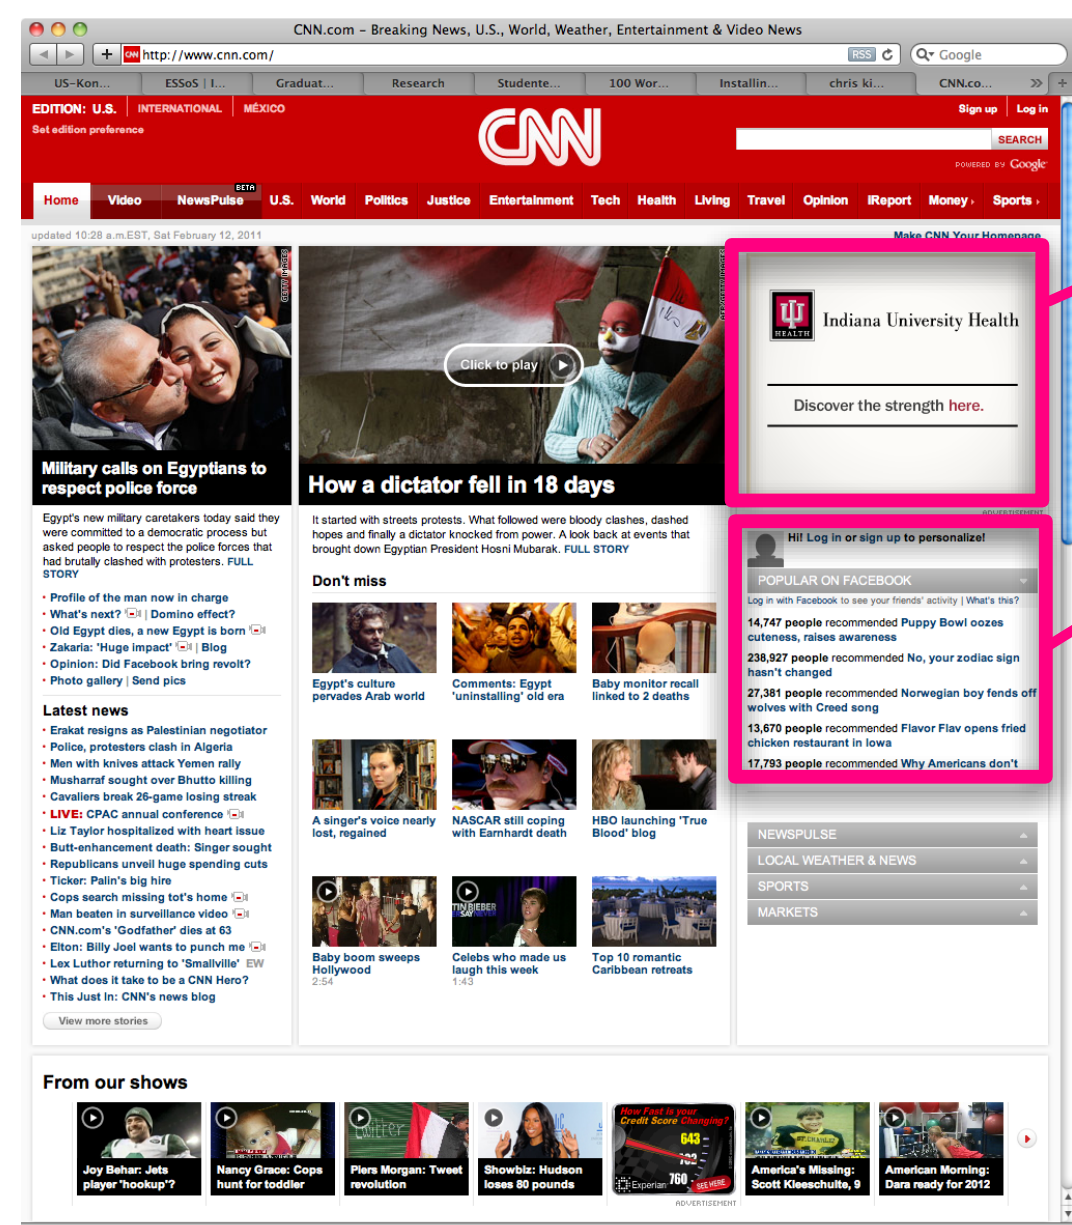 CNN.com – Breaking News, U.S., World, Weather, Entertainment & Video News
http://www.cnn.com/
RSS
Google
US-Kon...
ESSoS | I...
Graduat...
Research
Studente...
100 Wor...
Installin...
chris ki...
CNN.co...
EDITION: U.S. INTERNATIONAL MÉXICO
Set edition preference
CNN
Sign up Log in
SEARCH
POWERED BY Google
Home Video NewsPulse BETA U.S. World Politics Justice Entertainment Tech Health Living Travel Opinion iReport Money Sports
updated 10:28 a.m.EST, Sat February 12, 2011
Make CNN Your Homepage
GETTY IMAGES
Military calls on Egyptians to
respect police force
Egypt's new military caretakers today said they
were committed to a democratic process but
asked people to respect the police forces that
had brutally clashed with protesters. FULL
STORY
• Profile of the man now in charge
• What's next? | Domino effect?
• Old Egypt dies, a new Egypt is born
• Zakaria: 'Huge impact' | Blog
• Opinion: Did Facebook bring revolt?
• Photo gallery | Send pics
Latest news
• Erakat resigns as Palestinian negotiator
• Police, protesters clash in Algeria
• Men with knives attack Yemen rally
• Musharraf sought over Bhutto killing
• Cavaliers break 26-game losing streak
• LIVE: CPAC annual conference
• Liz Taylor hospitalized with heart issue
• Butt-enhancement death: Singer sought
• Republicans unveil huge spending cuts
• Ticker: Palin's big hire
• Cops search missing tot's home
• Man beaten in surveillance video
• CNN.com's 'Godfather' dies at 63
• Elton: Billy Joel wants to punch me
• Lex Luthor returning to 'Smallville' EW
• What does it take to be a CNN Hero?
• This Just In: CNN's news blog
View more stories
AFP/GETTY IMAGES
Click to play
How a dictator fell in 18 days
It started with streets protests. What followed were bloody clashes, dashed
hopes and finally a dictator knocked from power. A look back at events that
brought down Egyptian President Hosni Mubarak. FULL STORY
Don't miss
Egypt's culture
pervades Arab world
Comments: Egypt
'uninstalling' old era
Baby monitor recall
linked to 2 deaths
A singer's voice nearly
lost, regained
NASCAR still coping
with Earnhardt death
HBO launching 'True
Blood' blog
Baby boom sweeps
Hollywood
2:54
TIN BIEBER
SAY NEVER
Celebs who made us
laugh this week
1:43
Top 10 romantic
Caribbean retreats
HEALTH
Indiana University Health
Discover the strength here.
ADVERTISEMENT
Hi! Log in or sign up to personalize!
POPULAR ON FACEBOOK
Log in with Facebook to see your friends' activity | What's this?
14,747 people recommended Puppy Bowl oozes
cuteness, raises awareness
238,927 people recommended No, your zodiac sign
hasn't changed
27,381 people recommended Norwegian boy fends off
wolves with Creed song
13,670 people recommended Flavor Flav opens fried
chicken restaurant in Iowa
17,793 people recommended Why Americans don't
NEWSPULSE
LOCAL WEATHER & NEWS
SPORTS
MARKETS
From our shows
Joy Behar: Jets
player 'hookup'?
Nancy Grace: Cops
hunt for toddler
twitter
Piers Morgan: Tweet
revolution
Showbiz: Hudson
loses 80 pounds
How Fast is your
Credit Score Changing?
643
702
760
Experian
SEE HERE
ADVERTISEMENT
ST. CHARLES
America's Missing:
Scott Kleeschulte, 9
American Morning:
Dara ready for 2012